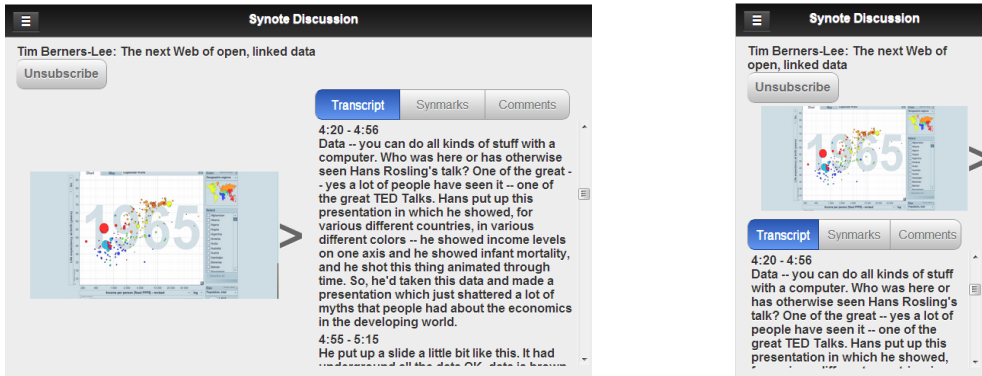 Synote Discussion
Tim Berners-Lee: The next Web of open, linked data
Unsubscribe
Transcript Synmarks Comments
4:20 - 4:56
Data -- you can do all kinds of stuff with a
computer. Who was here or has otherwise
seen Hans Rosling's talk? One of the great -
- yes a lot of people have seen it -- one of
the great TED Talks. Hans put up this
presentation in which he showed, for
various different countries, in various
different colors -- he showed income levels
on one axis and he showed infant mortality,
and he shot this thing animated through
time. So, he'd taken this data and made a
presentation which just shattered a lot of
myths that people had about the economics
in the developing world.
4:55 - 5:15
He put up a slide a little bit like this. It had
underground all the data OK, data is brown
1965
>
Synote Discussion
Tim Berners-Lee: The next Web of
open, linked data
Unsubscribe
1965
>
Transcript Synmarks Comments
4:20 - 4:56
Data -- you can do all kinds of stuff
with a computer. Who was here or
has otherwise seen Hans Rosling's
talk? One of the great -- yes a lot of
people have seen it -- one of the
great TED Talks. Hans put up this
presentation in which he showed,